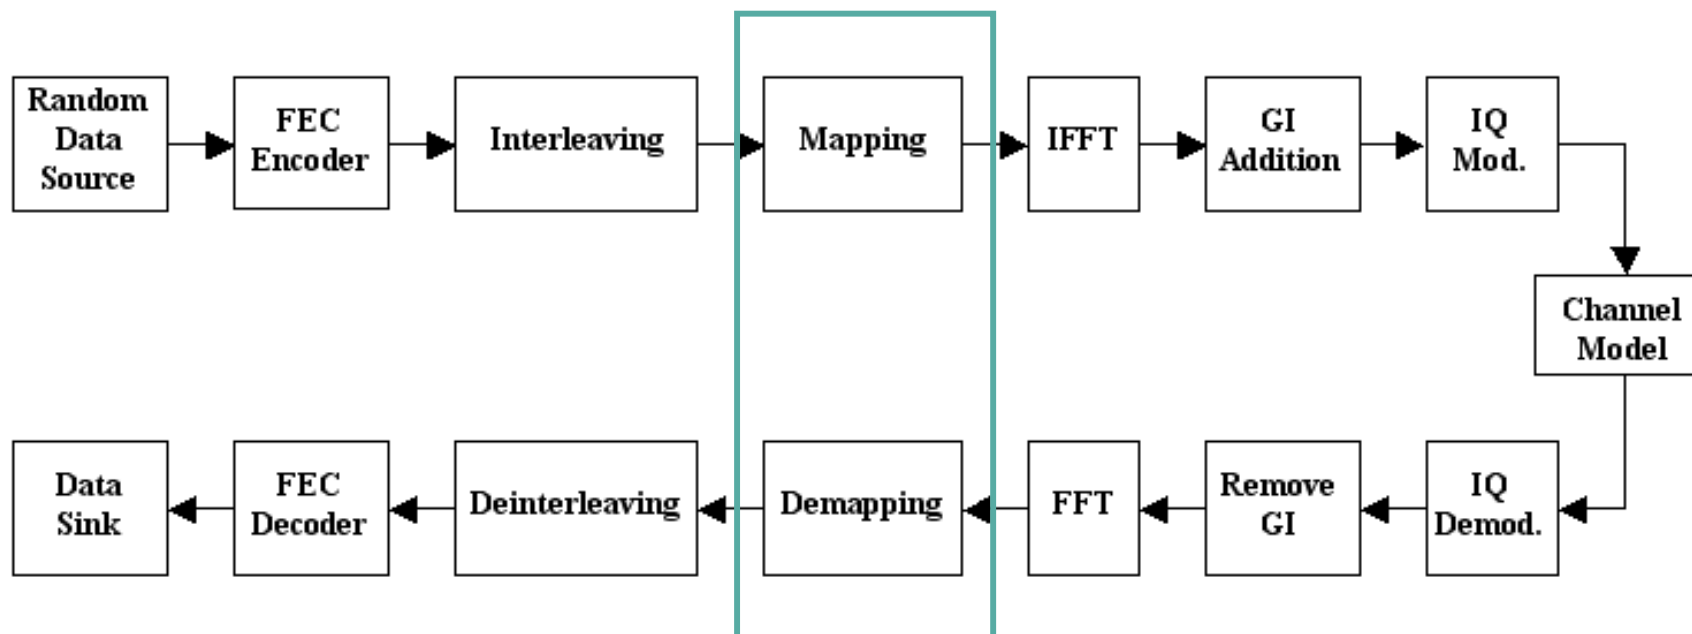 Random
Data
Source
FEC
Encoder
Interleaving
Mapping
IFFT
GI
Addition
IQ
Mod.
Channel
Model
Data
Sink
FEC
Decoder
Deinterleaving
Demapping
FFT
Remove
GI
IQ
Demod.